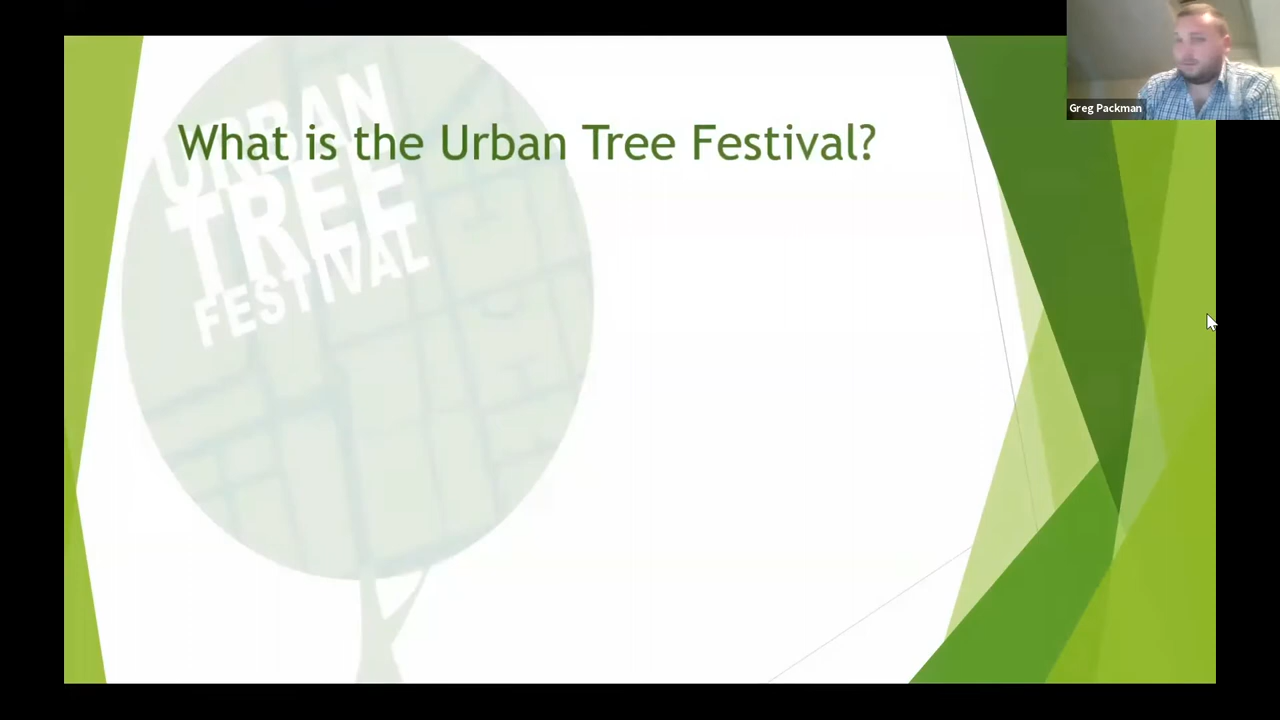 Greg Packman
What is the Urban Tree Festival?
URBAN
TREE
FESTIVAL